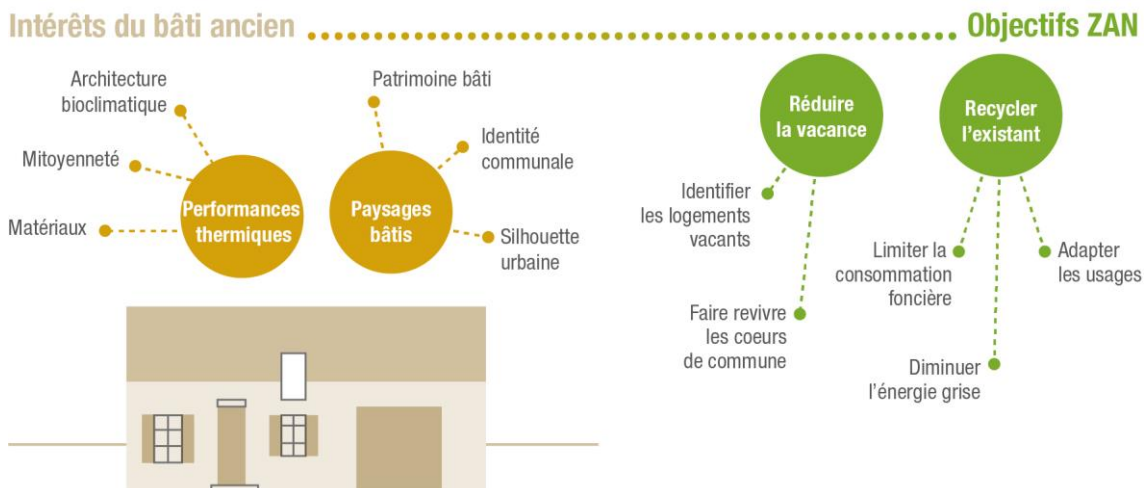 Intérêts du bâti ancien
Objectifs ZAN
Architecture
bioclimatique
Mitoyenneté
Matériaux
Performances
thermiques
Patrimoine bâti
Identité
communale
Silhouette
urbaine
Paysages
bâtis
Réduire
la vacance
Identifier
les logements
vacants
Faire revivre
les coeurs
de commune
Recycler
l'existant
Limiter la
consommation
foncière
Diminuer
l'énergie grise
Adapter
les usages